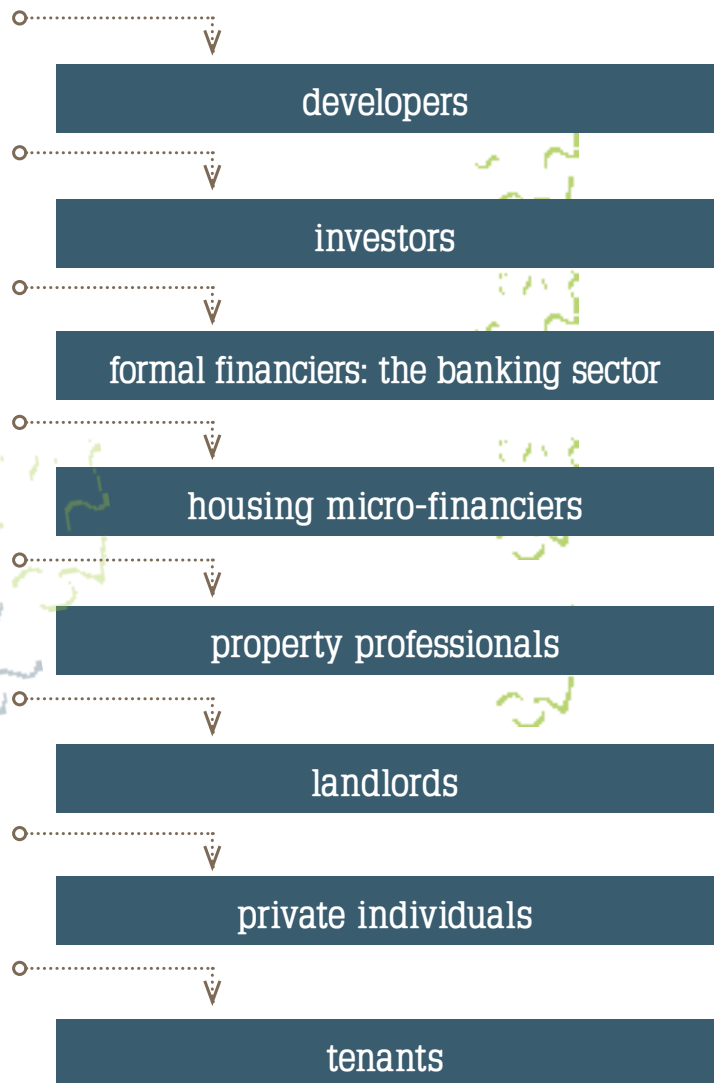 developers
investors
formal financiers: the banking sector
housing micro-financiers
property professionals
landlords
private individuals
tenants